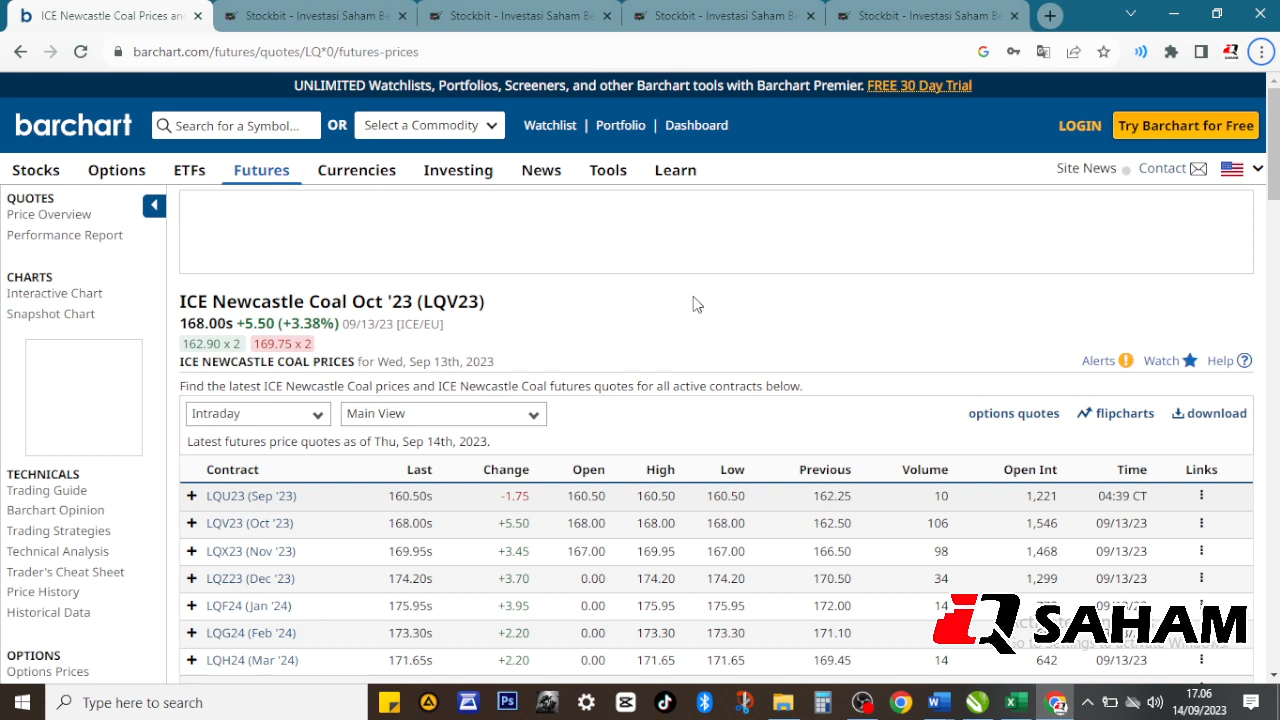 ICE Newcastle Coal Prices and
Stockbit - Investasi Saham Be
Stockbit - Investasi Saham Be
Stockbit - Investasi Saham Be
Stockbit - Investasi Saham Be
barchart.com/futures/quotes/LQ*0/futures-prices
UNLIMITED Watchlists, Portfolios, Screeners, and other Barchart tools with Barchart Premier. FREE 30 Day Trial
barchart Search for a Symbol... OR Select a Commodity Watchlist | Portfolio | Dashboard LOGIN Try Barchart for Free
Stocks Options ETFs Futures Currencies Investing News Tools Learn Site News Contact
QUOTES
Price Overview
Performance Report
CHARTS
Interactive Chart
Snapshot Chart
TECHNICALS
Trading Guide
Barchart Opinion
Trading Strategies
Technical Analysis
Trader's Cheat Sheet
Price History
Historical Data
OPTIONS
Options Prices
ICE Newcastle Coal Oct '23 (LQV23)
168.00s +5.50 (+3.38%) 09/13/23 [ICE/EU]
162.90 x 2 169.75 x 2
ICE NEWCASTLE COAL PRICES for Wed, Sep 13th, 2023
Alerts Watch Help
Find the latest ICE Newcastle Coal prices and ICE Newcastle Coal futures quotes for all active contracts below.
Intraday Main View options quotes flipcharts download
Latest futures price quotes as of Thu, Sep 14th, 2023.
Contract Last Change Open High Low Previous Volume Open Int Time Links
+ LQU23 (Sep '23) 160.50s -1.75 160.50 160.50 160.50 162.25 10 1,221 04:39 CT
+ LQV23 (Oct '23) 168.00s +5.50 168.00 168.00 168.00 162.50 106 1,546 09/13/23
+ LQX23 (Nov '23) 169.95s +3.45 167.00 169.95 167.00 166.50 98 1,468 09/13/23
+ LQZ23 (Dec '23) 174.20s +3.70 0.00 174.20 174.20 170.50 34 1,299 09/13/23
+ LQF24 (Jan '24) 175.95s +3.95 0.00 175.95 175.95 172.00 14
+ LQG24 (Feb '24) 173.30s +2.20 0.00 173.30 173.30 171.10
+ LQH24 (Mar '24) 171.65s +2.20 0.00 171.65 171.65 169.45 14 642 09/13/23
IQ SAHAM
Go to Settings to activate Windows.
Type here to search
17.06
14/09/2023